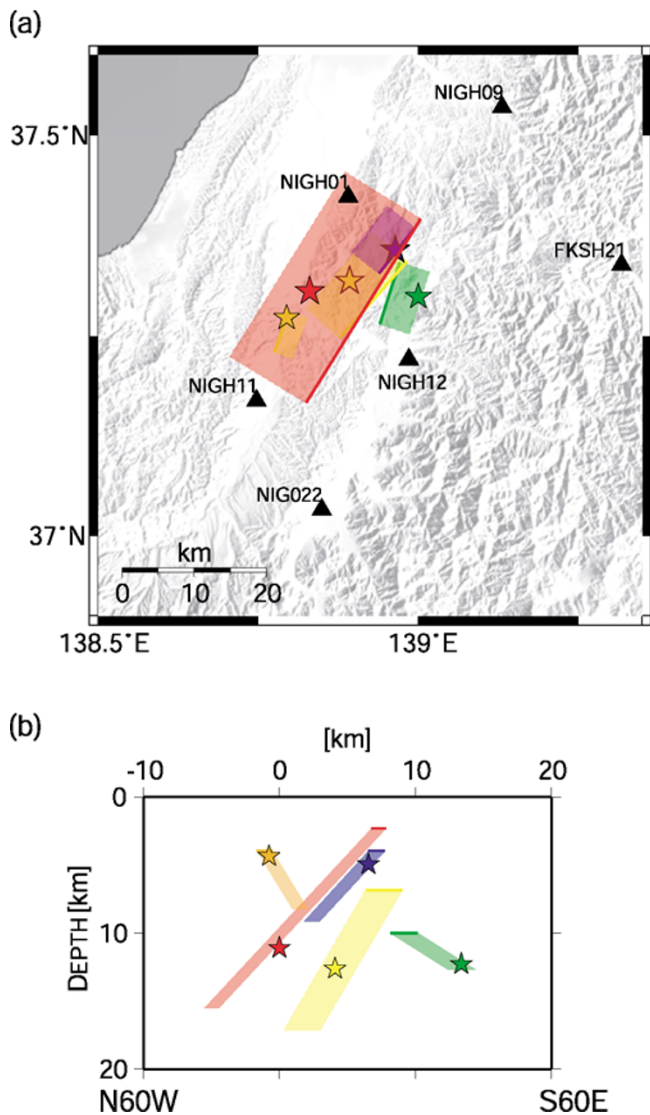 (a)
NIGH09
37.5°N
NIGH01
FKSH21
NIGH11
NIGH12
NIG022
37°N
km
0 10 20
138.5°E 139°E
(b)
[km]
-10 0 10 20
0
DEPTH [km]
10
20
N60W S60E